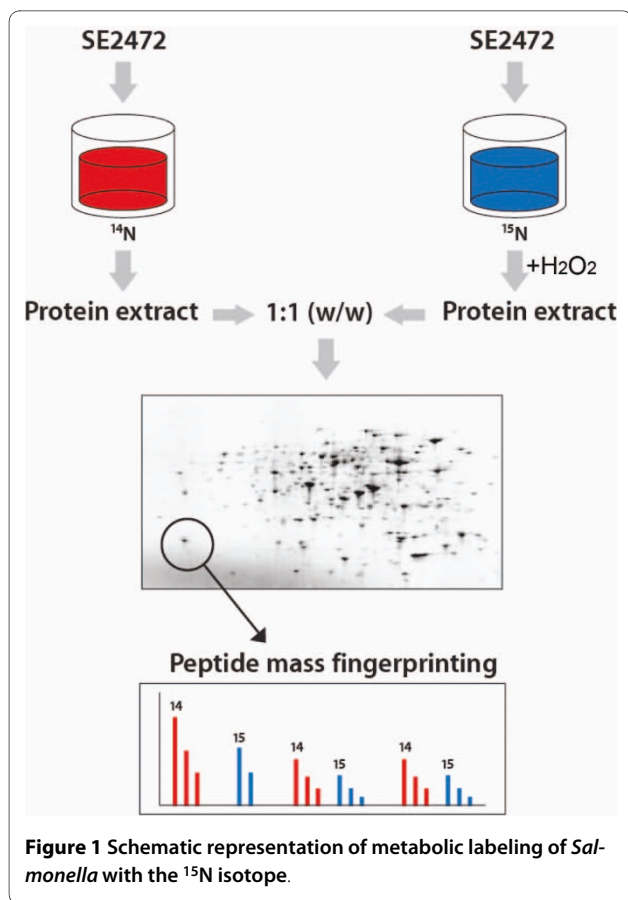 SE2472 SE2472
¹⁴N ¹⁵N
+H₂O₂
Protein extract 1:1 (w/w) Protein extract
Peptide mass fingerprinting
14 15 14 15 14 15
Figure 1 Schematic representation of metabolic labeling of Sal-
monella with the ¹⁵N isotope.